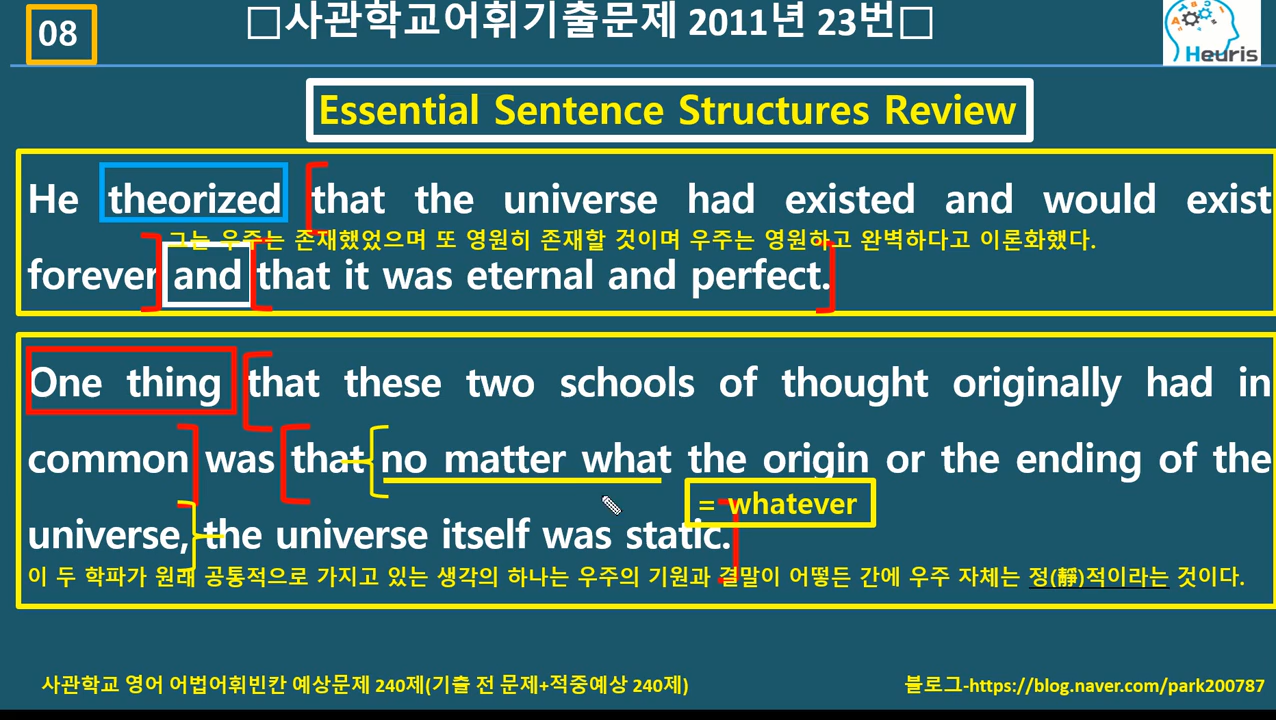 08
□사관학교어휘기출문제 2011년 23번□
Heuris
Essential Sentence Structures Review
He theorized that the universe had existed and would exist
그는 우주는 존재했었으며 또 영원히 존재할 것이며 우주는 영원하고 완벽하다고 이론화했다.
forever and that it was eternal and perfect.
One thing that these two schools of thought originally had in
common was that no matter what the origin or the ending of the
= whatever
universe, the universe itself was static.
이 두 학파가 원래 공통적으로 가지고 있는 생각의 하나는 우주의 기원과 결말이 어떻든 간에 우주 자체는 정(靜)적이라는 것이다.
사관학교 영어 어법어휘빈칸 예상문제 240제(기출 전 문제+적중예상 240제)
블로그-https://blog.naver.com/park200787